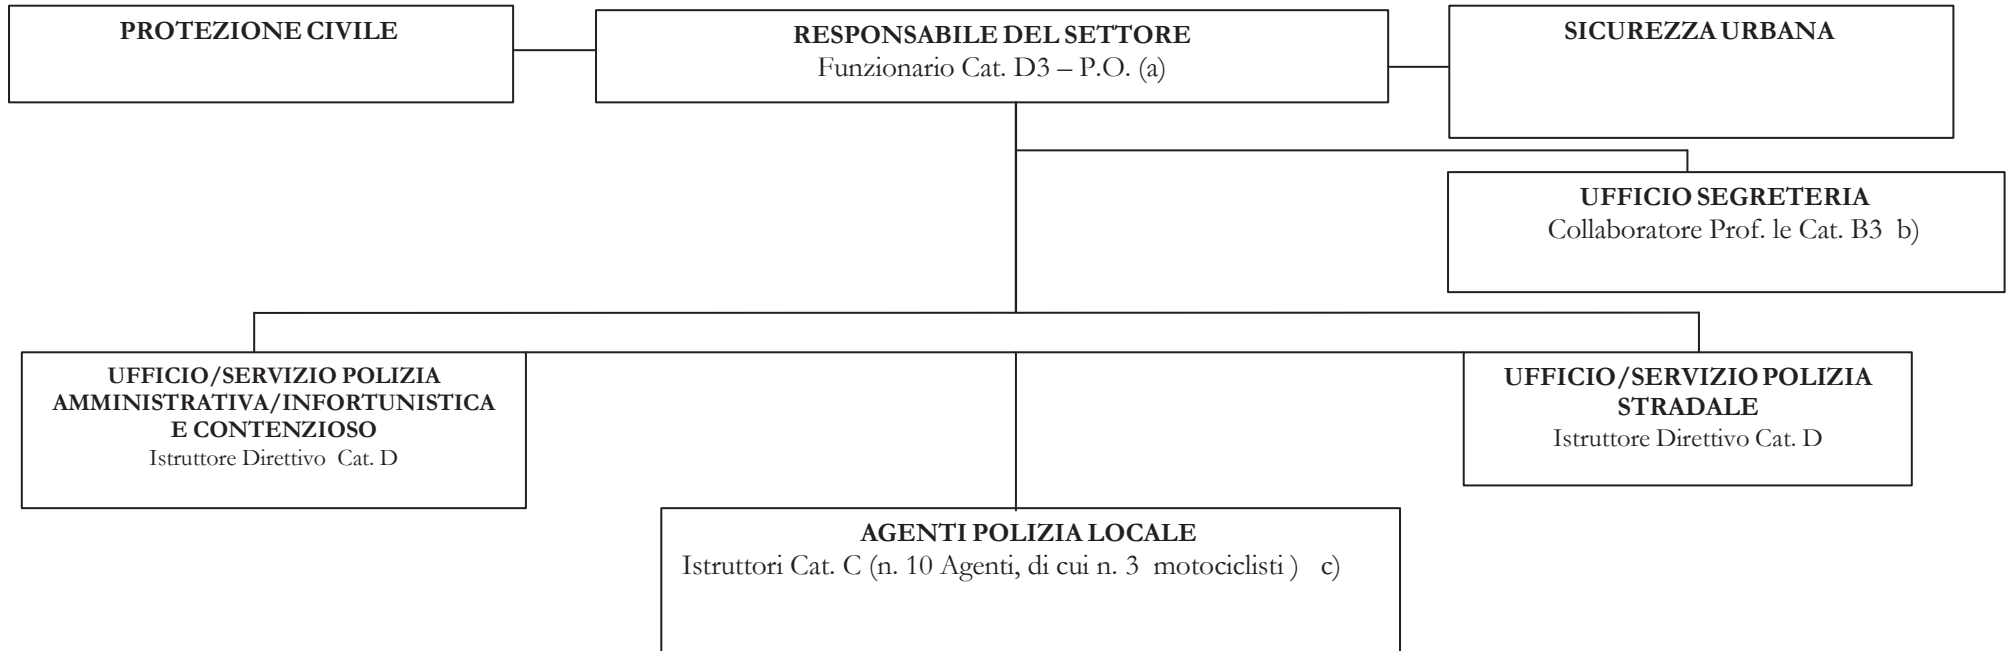 PROTEZIONE CIVILE
RESPONSABILE DEL SETTORE
Funzionario Cat. D3 – P.O. (a)
SICUREZZA URBANA
UFFICIO SEGRETERIA
Collaboratore Prof. le Cat. B3 b)
UFFICIO/SERVIZIO POLIZIA
AMMINISTRATIVA/INFORTUNISTICA
E CONTENZIOSO
Istruttore Direttivo Cat. D
UFFICIO/SERVIZIO POLIZIA
STRADALE
Istruttore Direttivo Cat. D
AGENTI POLIZIA LOCALE
Istruttori Cat. C (n. 10 Agenti, di cui n. 3 motociclisti ) c)